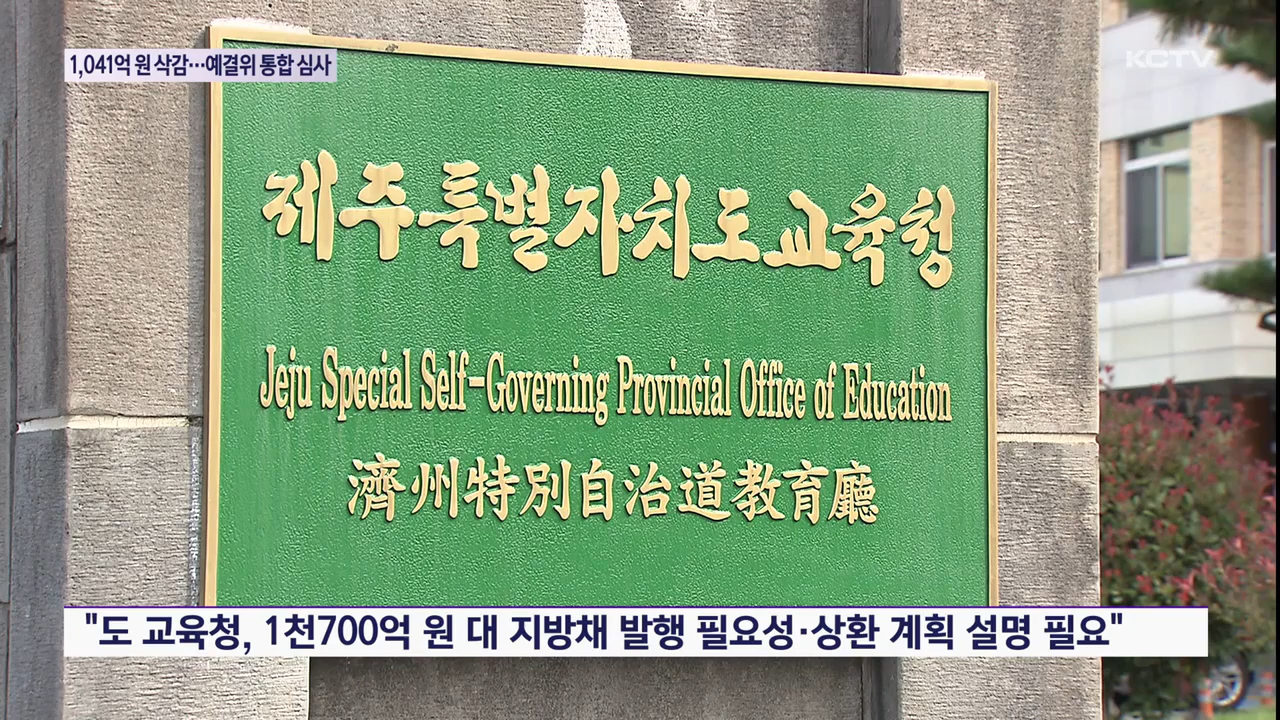 1,041억 원 삭감…예결위 통합 심사
KCTV
제주특별자치도교육청
Jeju Special Self-Governing Provincial Office of Education
濟州特別自治道教育廳
"도 교육청, 1천700억 원 대 지방채 발행 필요성·상환 계획 설명 필요"